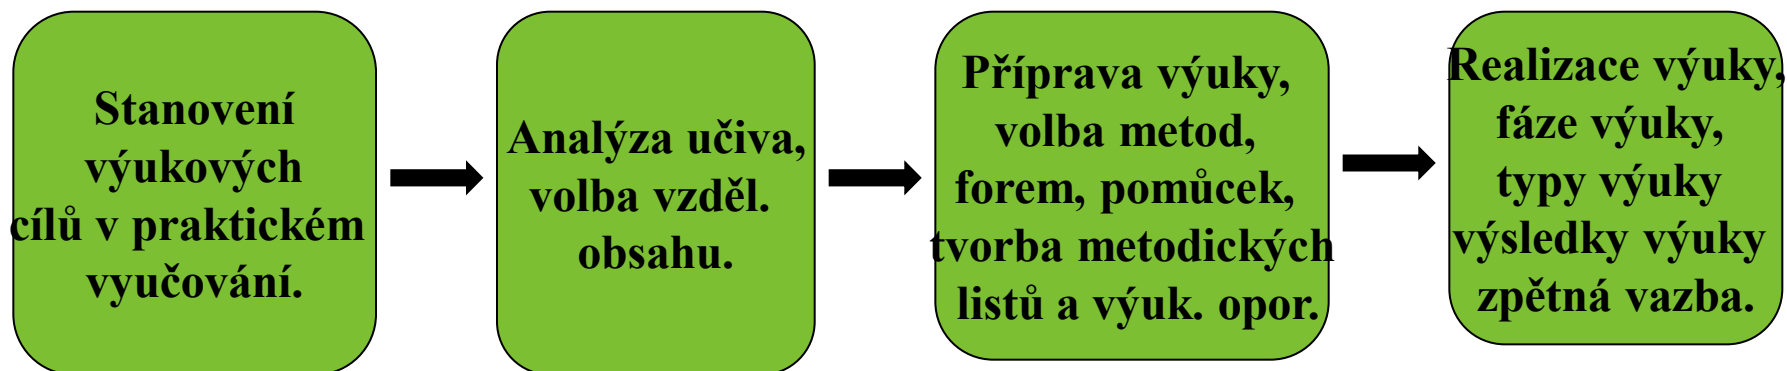 Stanovení
výukových
cílů v praktickém
vyučování.
Analýza učiva,
volba vzděl.
obsahu.
Příprava výuky,
volba metod,
forem, pomůcek,
tvorba metodických
listů a výuk. opor.
Realizace výuky,
fáze výuky,
typy výuky
výsledky výuky
zpětná vazba.